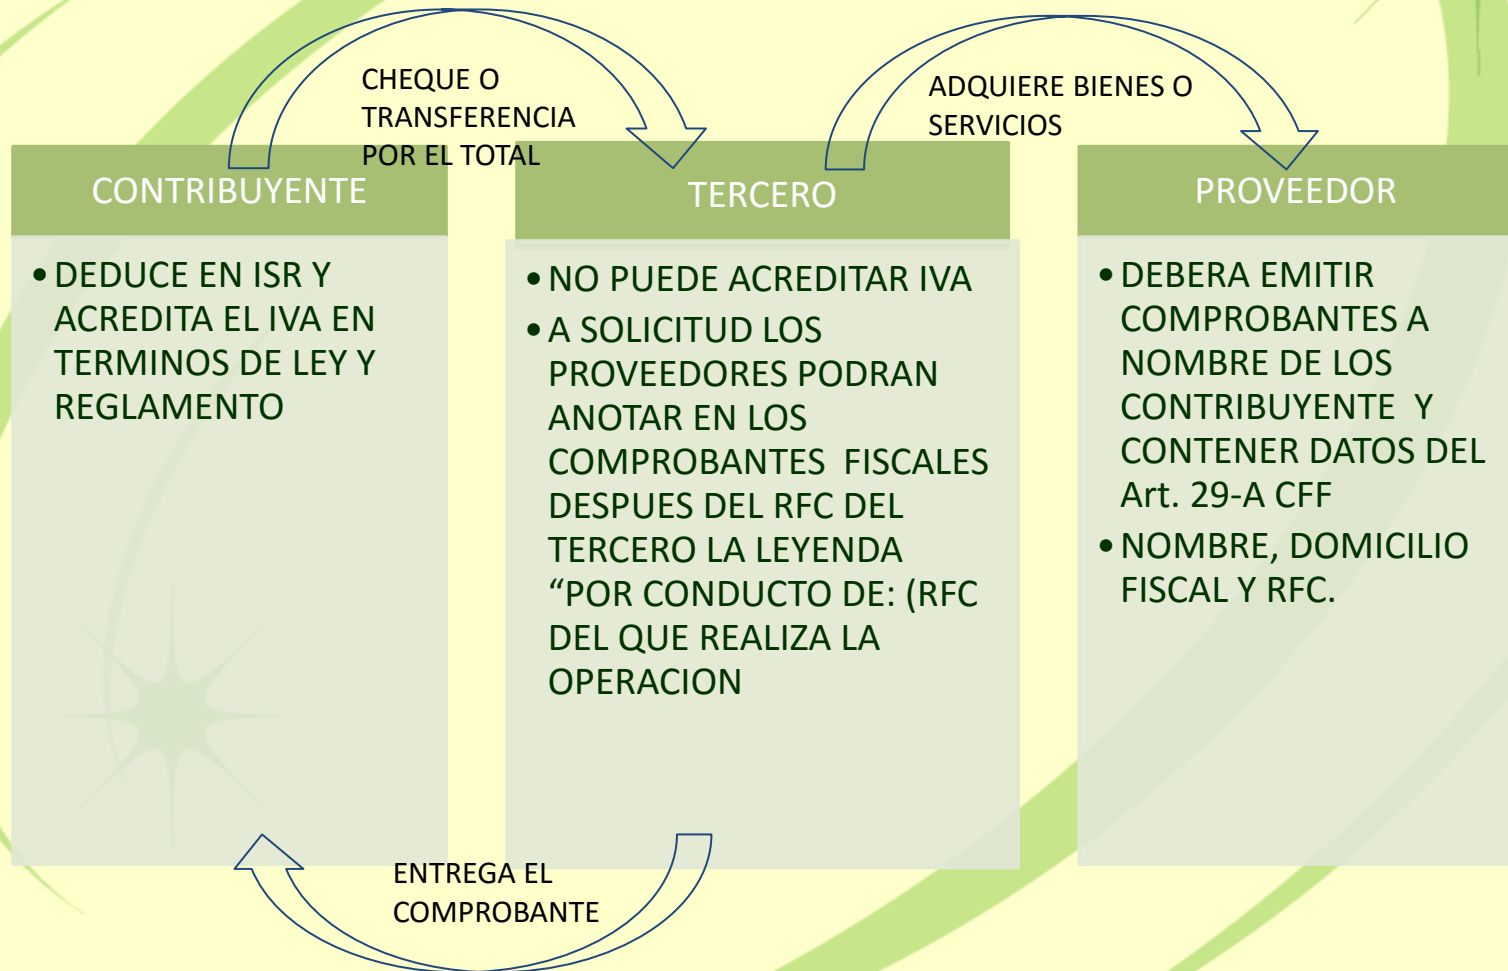 CHEQUE O
TRANSFERENCIA
POR EL TOTAL
ADQUIERE BIENES O
SERVICIOS
CONTRIBUYENTE
• DEDUCE EN ISR Y
ACREDITA EL IVA EN
TERMINOS DE LEY Y
REGLAMENTO
TERCERO
• NO PUEDE ACREDITAR IVA
• A SOLICITUD LOS
PROVEEDORES PODRAN
ANOTAR EN LOS
COMPROBANTES FISCALES
DESPUES DEL RFC DEL
TERCERO LA LEYENDA
“POR CONDUCTO DE: (RFC
DEL QUE REALIZA LA
OPERACION
PROVEEDOR
• DEBERA EMITIR
COMPROBANTES A
NOMBRE DE LOS
CONTRIBUYENTE Y
CONTENER DATOS DEL
Art. 29-A CFF
• NOMBRE, DOMICILIO
FISCAL Y RFC.
ENTREGA EL
COMPROBANTE